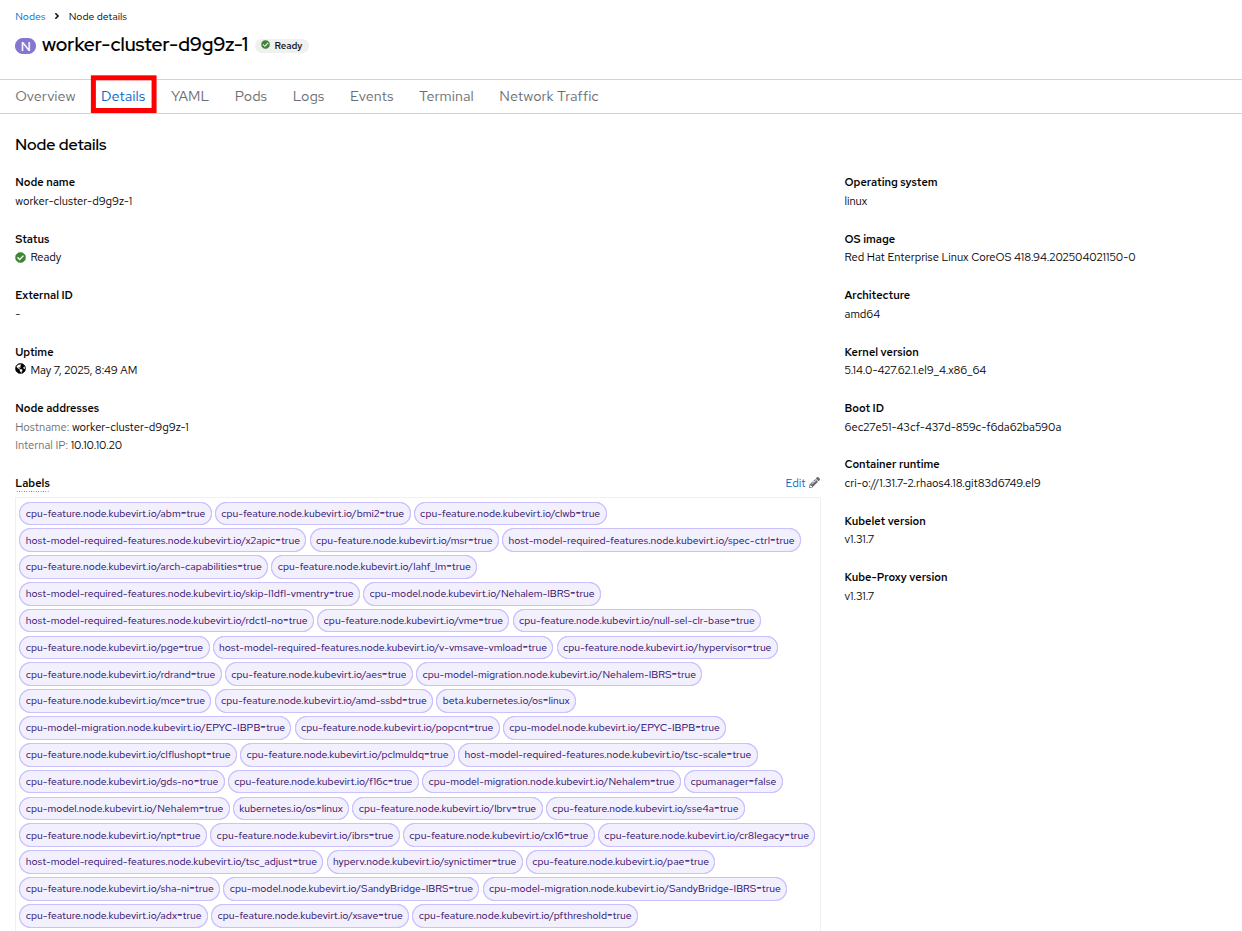 Nodes > Node details
N worker-cluster-d9g9z-1 Ready
Overview Details YAML Pods Logs Events Terminal Network Traffic
Node details
Node name
worker-cluster-d9g9z-1
Status
Ready
External ID
-
Uptime
May 7, 2025, 8:49 AM
Node addresses
Hostname: worker-cluster-d9g9z-1
Internal IP: 10.10.10.20
Operating system
linux
OS image
Red Hat Enterprise Linux CoreOS 418.94.202504021150-0
Architecture
amd64
Kernel version
5.14.0-427.62.1.el9_4.x86_64
Boot ID
6ec27e51-43cf-437d-859c-f6da62ba590a
Container runtime
cri-o://1.31.7-2.rhaos4.18.git83d6749.el9
Kubelet version
v1.31.7
Kube-Proxy version
v1.31.7
Labels Edit
cpu-feature.node.kubevirt.io/abm=true cpu-feature.node.kubevirt.io/bmi2=true cpu-feature.node.kubevirt.io/clwb=true
host-model-required-features.node.kubevirt.io/x2apic=true cpu-feature.node.kubevirt.io/msr=true host-model-required-features.node.kubevirt.io/spec-ctrl=true
cpu-feature.node.kubevirt.io/arch-capabilities=true cpu-feature.node.kubevirt.io/lahf_lm=true
host-model-required-features.node.kubevirt.io/skip-l1dfl-vmentry=true cpu-model.node.kubevirt.io/Nehalem-IBRS=true
host-model-required-features.node.kubevirt.io/rdctl-no=true cpu-feature.node.kubevirt.io/vme=true cpu-feature.node.kubevirt.io/null-sel-clr-base=true
cpu-feature.node.kubevirt.io/pge=true host-model-required-features.node.kubevirt.io/v-vmsave-vmload=true cpu-feature.node.kubevirt.io/hypervisor=true
cpu-feature.node.kubevirt.io/rdrand=true cpu-feature.node.kubevirt.io/aes=true cpu-model-migration.node.kubevirt.io/Nehalem-IBRS=true
cpu-feature.node.kubevirt.io/mce=true cpu-feature.node.kubevirt.io/amd-ssbd=true beta.kubernetes.io/os=linux
cpu-model-migration.node.kubevirt.io/EPYC-IBPB=true cpu-feature.node.kubevirt.io/popcnt=true cpu-model.node.kubevirt.io/EPYC-IBPB=true
cpu-feature.node.kubevirt.io/clflushopt=true cpu-feature.node.kubevirt.io/pclmuldq=true host-model-required-features.node.kubevirt.io/tsc-scale=true
cpu-feature.node.kubevirt.io/gds-no=true cpu-feature.node.kubevirt.io/f16c=true cpu-model-migration.node.kubevirt.io/Nehalem=true cpumanager=false
cpu-model.node.kubevirt.io/Nehalem=true kubernetes.io/os=linux cpu-feature.node.kubevirt.io/lbrv=true cpu-feature.node.kubevirt.io/sse4a=true
cpu-feature.node.kubevirt.io/npt=true cpu-feature.node.kubevirt.io/ibrs=true cpu-feature.node.kubevirt.io/cx16=true cpu-feature.node.kubevirt.io/cr8legacy=true
host-model-required-features.node.kubevirt.io/tsc_adjust=true hyperv.node.kubevirt.io/synictimer=true cpu-feature.node.kubevirt.io/pae=true
cpu-feature.node.kubevirt.io/sha-ni=true cpu-model.node.kubevirt.io/SandyBridge-IBRS=true cpu-model-migration.node.kubevirt.io/SandyBridge-IBRS=true
cpu-feature.node.kubevirt.io/adx=true cpu-feature.node.kubevirt.io/xsave=true cpu-feature.node.kubevirt.io/pfthreshold=true